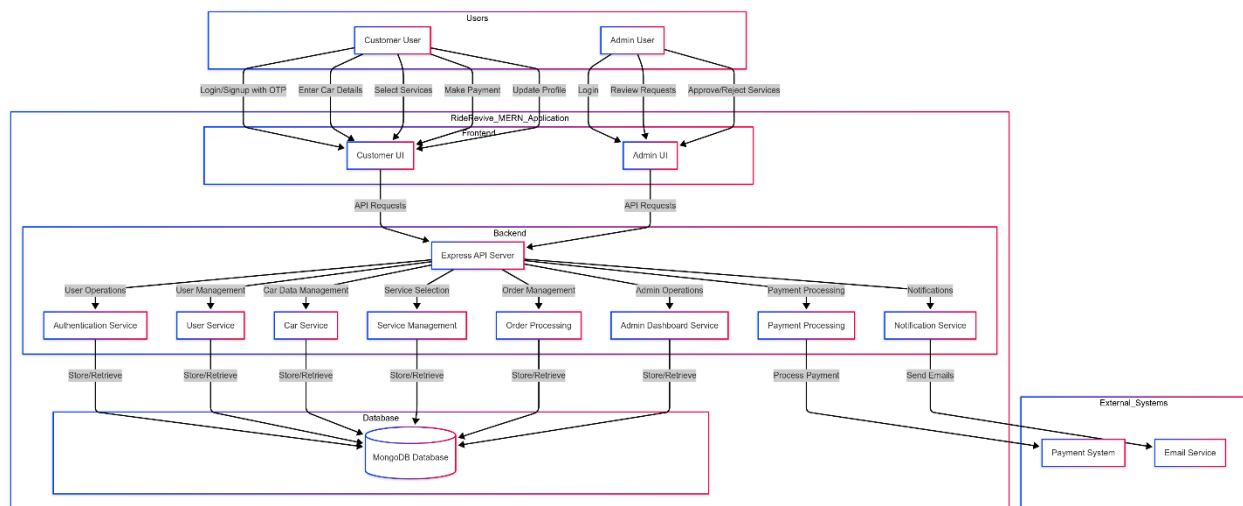 Users
Customer User
Admin User
Login/Signup with OTP
Enter Car Details
Select Services
Make Payment
Update Profile
Login
Review Requests
Approve/Reject Services
RideRevive_MERN_Application
Frontend
Customer UI
Admin UI
API Requests
API Requests
Backend
Express API Server
User Operations
User Management
Car Data Management
Service Selection
Order Management
Admin Operations
Payment Processing
Notifications
Authentication Service
User Service
Car Service
Service Management
Order Processing
Admin Dashboard Service
Payment Processing
Notification Service
Store/Retrieve
Store/Retrieve
Store/Retrieve
Store/Retrieve
Store/Retrieve
Store/Retrieve
Process Payment
Send Emails
External_Systems
Database
MongoDB Database
Payment System
Email Service